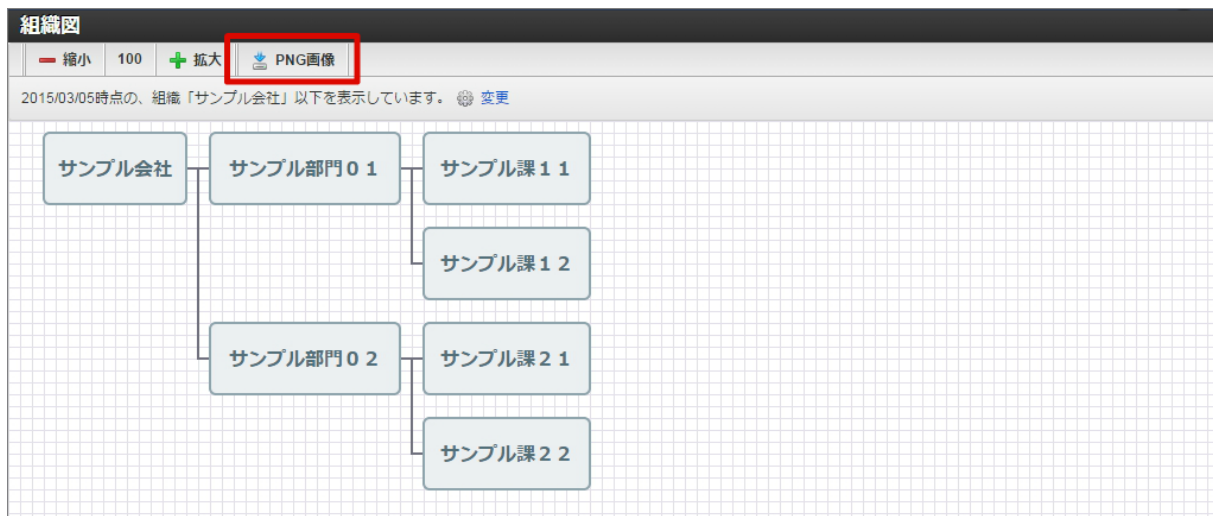 組織図
縮小 100 拡大 PNG画像
2015/03/05時点の、組織「サンプル会社」以下を表示しています。 変更
サンプル会社 サンプル部門01 サンプル課11
サンプル課12
サンプル部門02 サンプル課21
サンプル課22